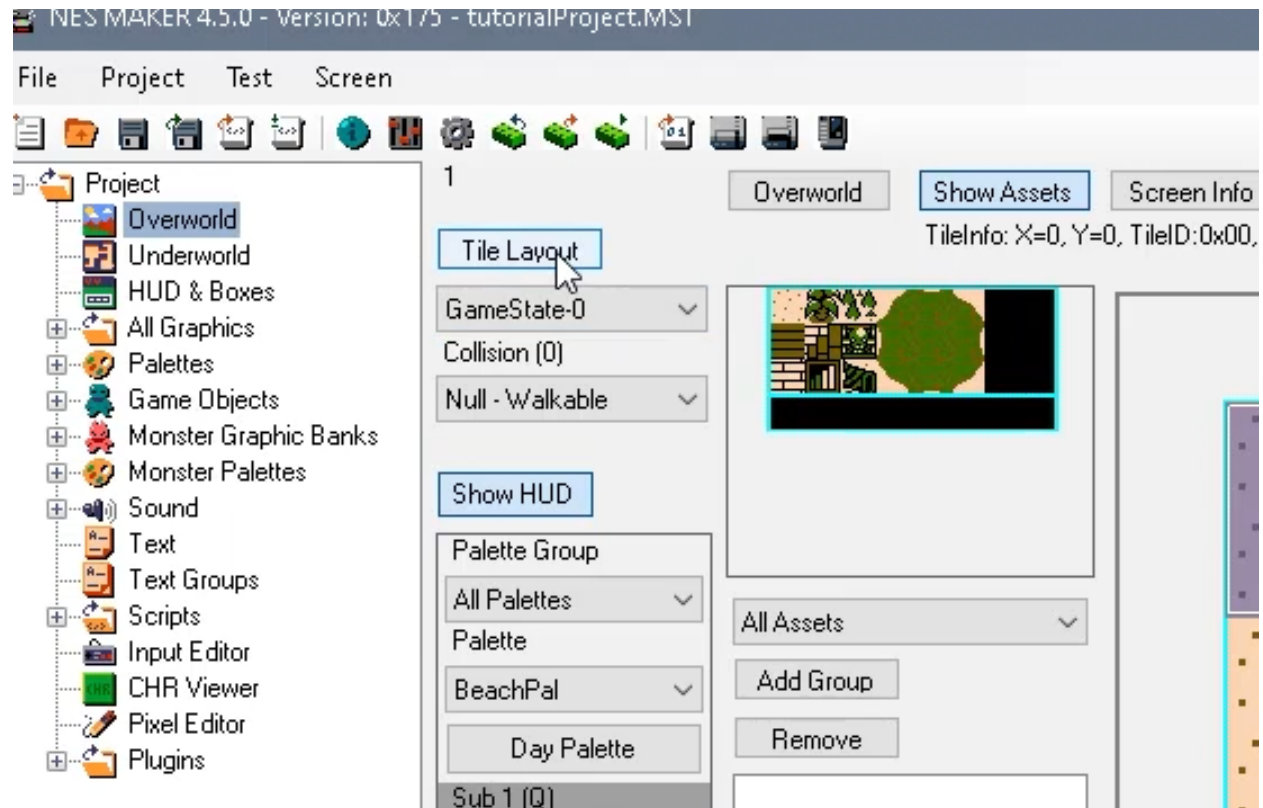 NES MAKER 4.5.0 - Version: 0x175 - tutorialProject.MST
File Project Test Screen
Project
Overworld
Underworld
HUD & Boxes
All Graphics
Palettes
Game Objects
Monster Graphic Banks
Monster Palettes
Sound
Text
Text Groups
Scripts
Input Editor
CHR Viewer
Pixel Editor
Plugins
1
Tile Layout
GameState-0
Collision (0)
Null - Walkable
Show HUD
Palette Group
All Palettes
Palette
BeachPal
Day Palette
Sub 1 (Q)
Overworld Show Assets Screen Info
TileInfo: X=0, Y=0, TileID:0x00,
All Assets
Add Group
Remove